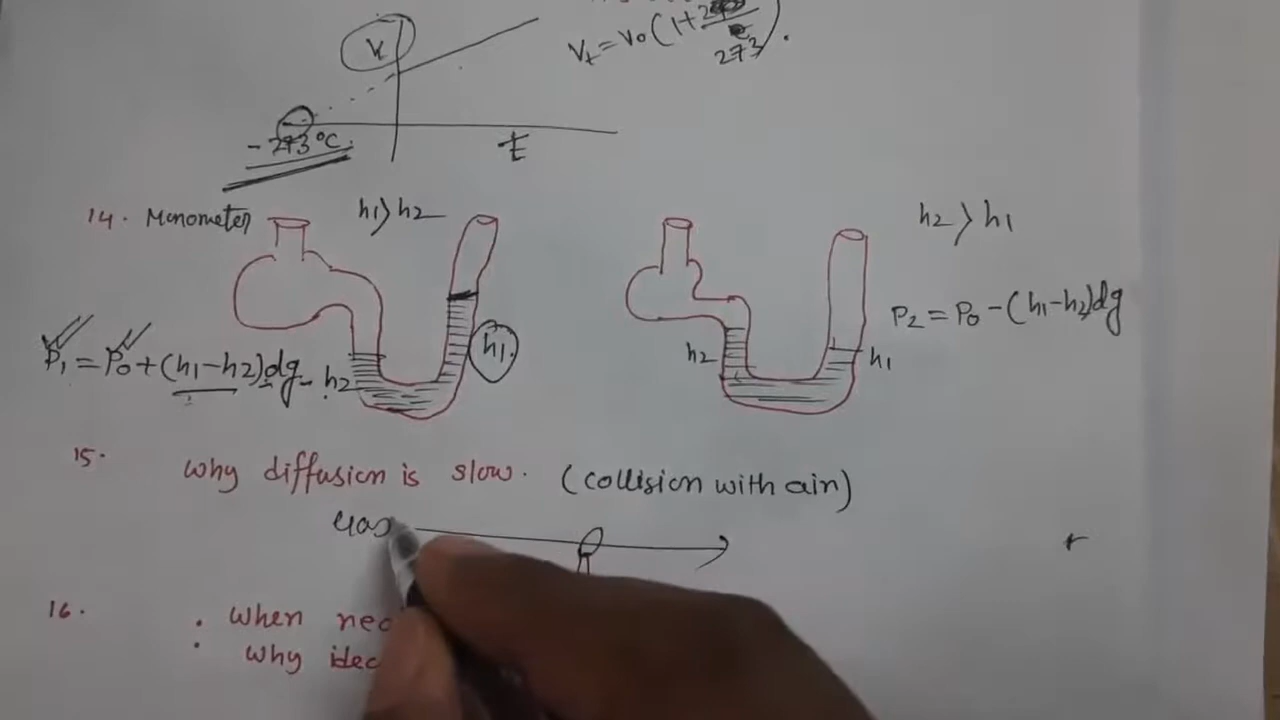 Vt = V0 (1+
273) .
V
- 273°C.
t
14. Manometer h1 > h2
h2 > h1
P1 = P0 + (h1-h2)dg
h2
h1.
P2 = P0 - (h1-h2)dg
h2
h1
15. why diffusion is slow. (collision with air)
Gas
16. . when
. why